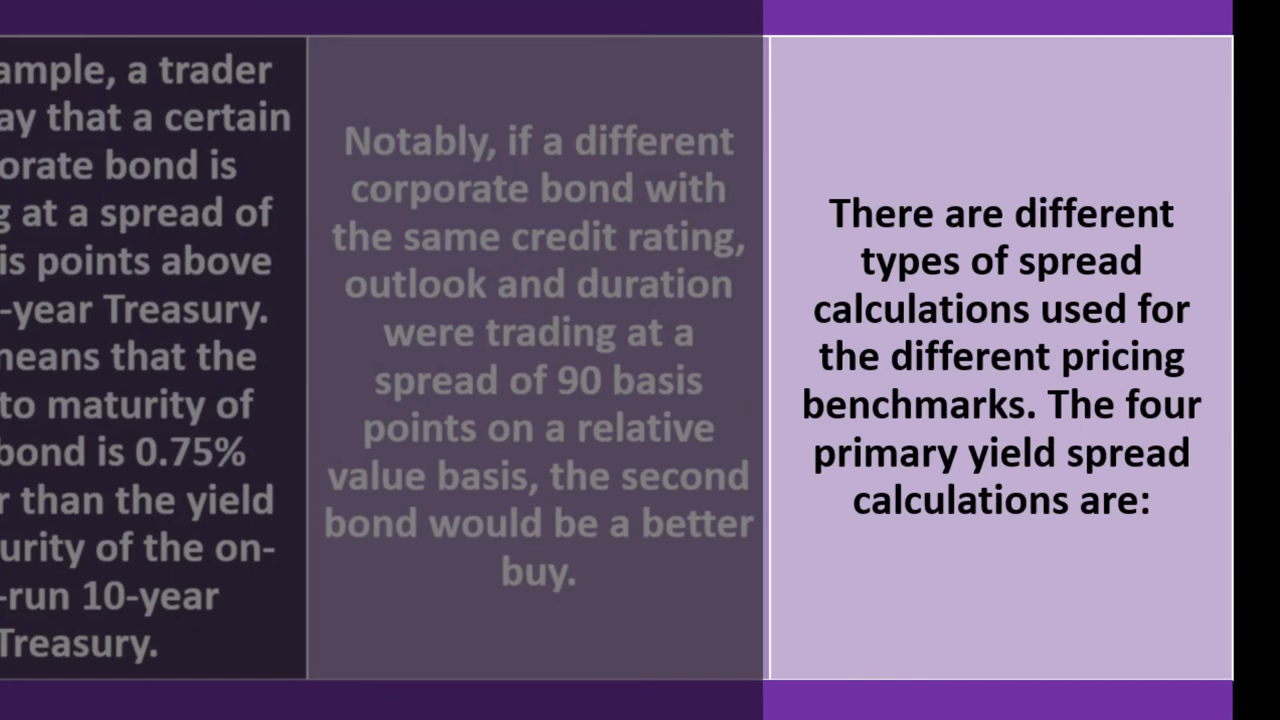 ample, a trader
ay that a certain
orate bond is
g at a spread of
is points above
-year Treasury.
means that the
to maturity of
bond is 0.75%
r than the yield
urity of the on-
-run 10-year
Treasury.
Notably, if a different
corporate bond with
the same credit rating,
outlook and duration
were trading at a
spread of 90 basis
points on a relative
value basis, the second
bond would be a better
buy.
There are different
types of spread
calculations used for
the different pricing
benchmarks. The four
primary yield spread
calculations are: